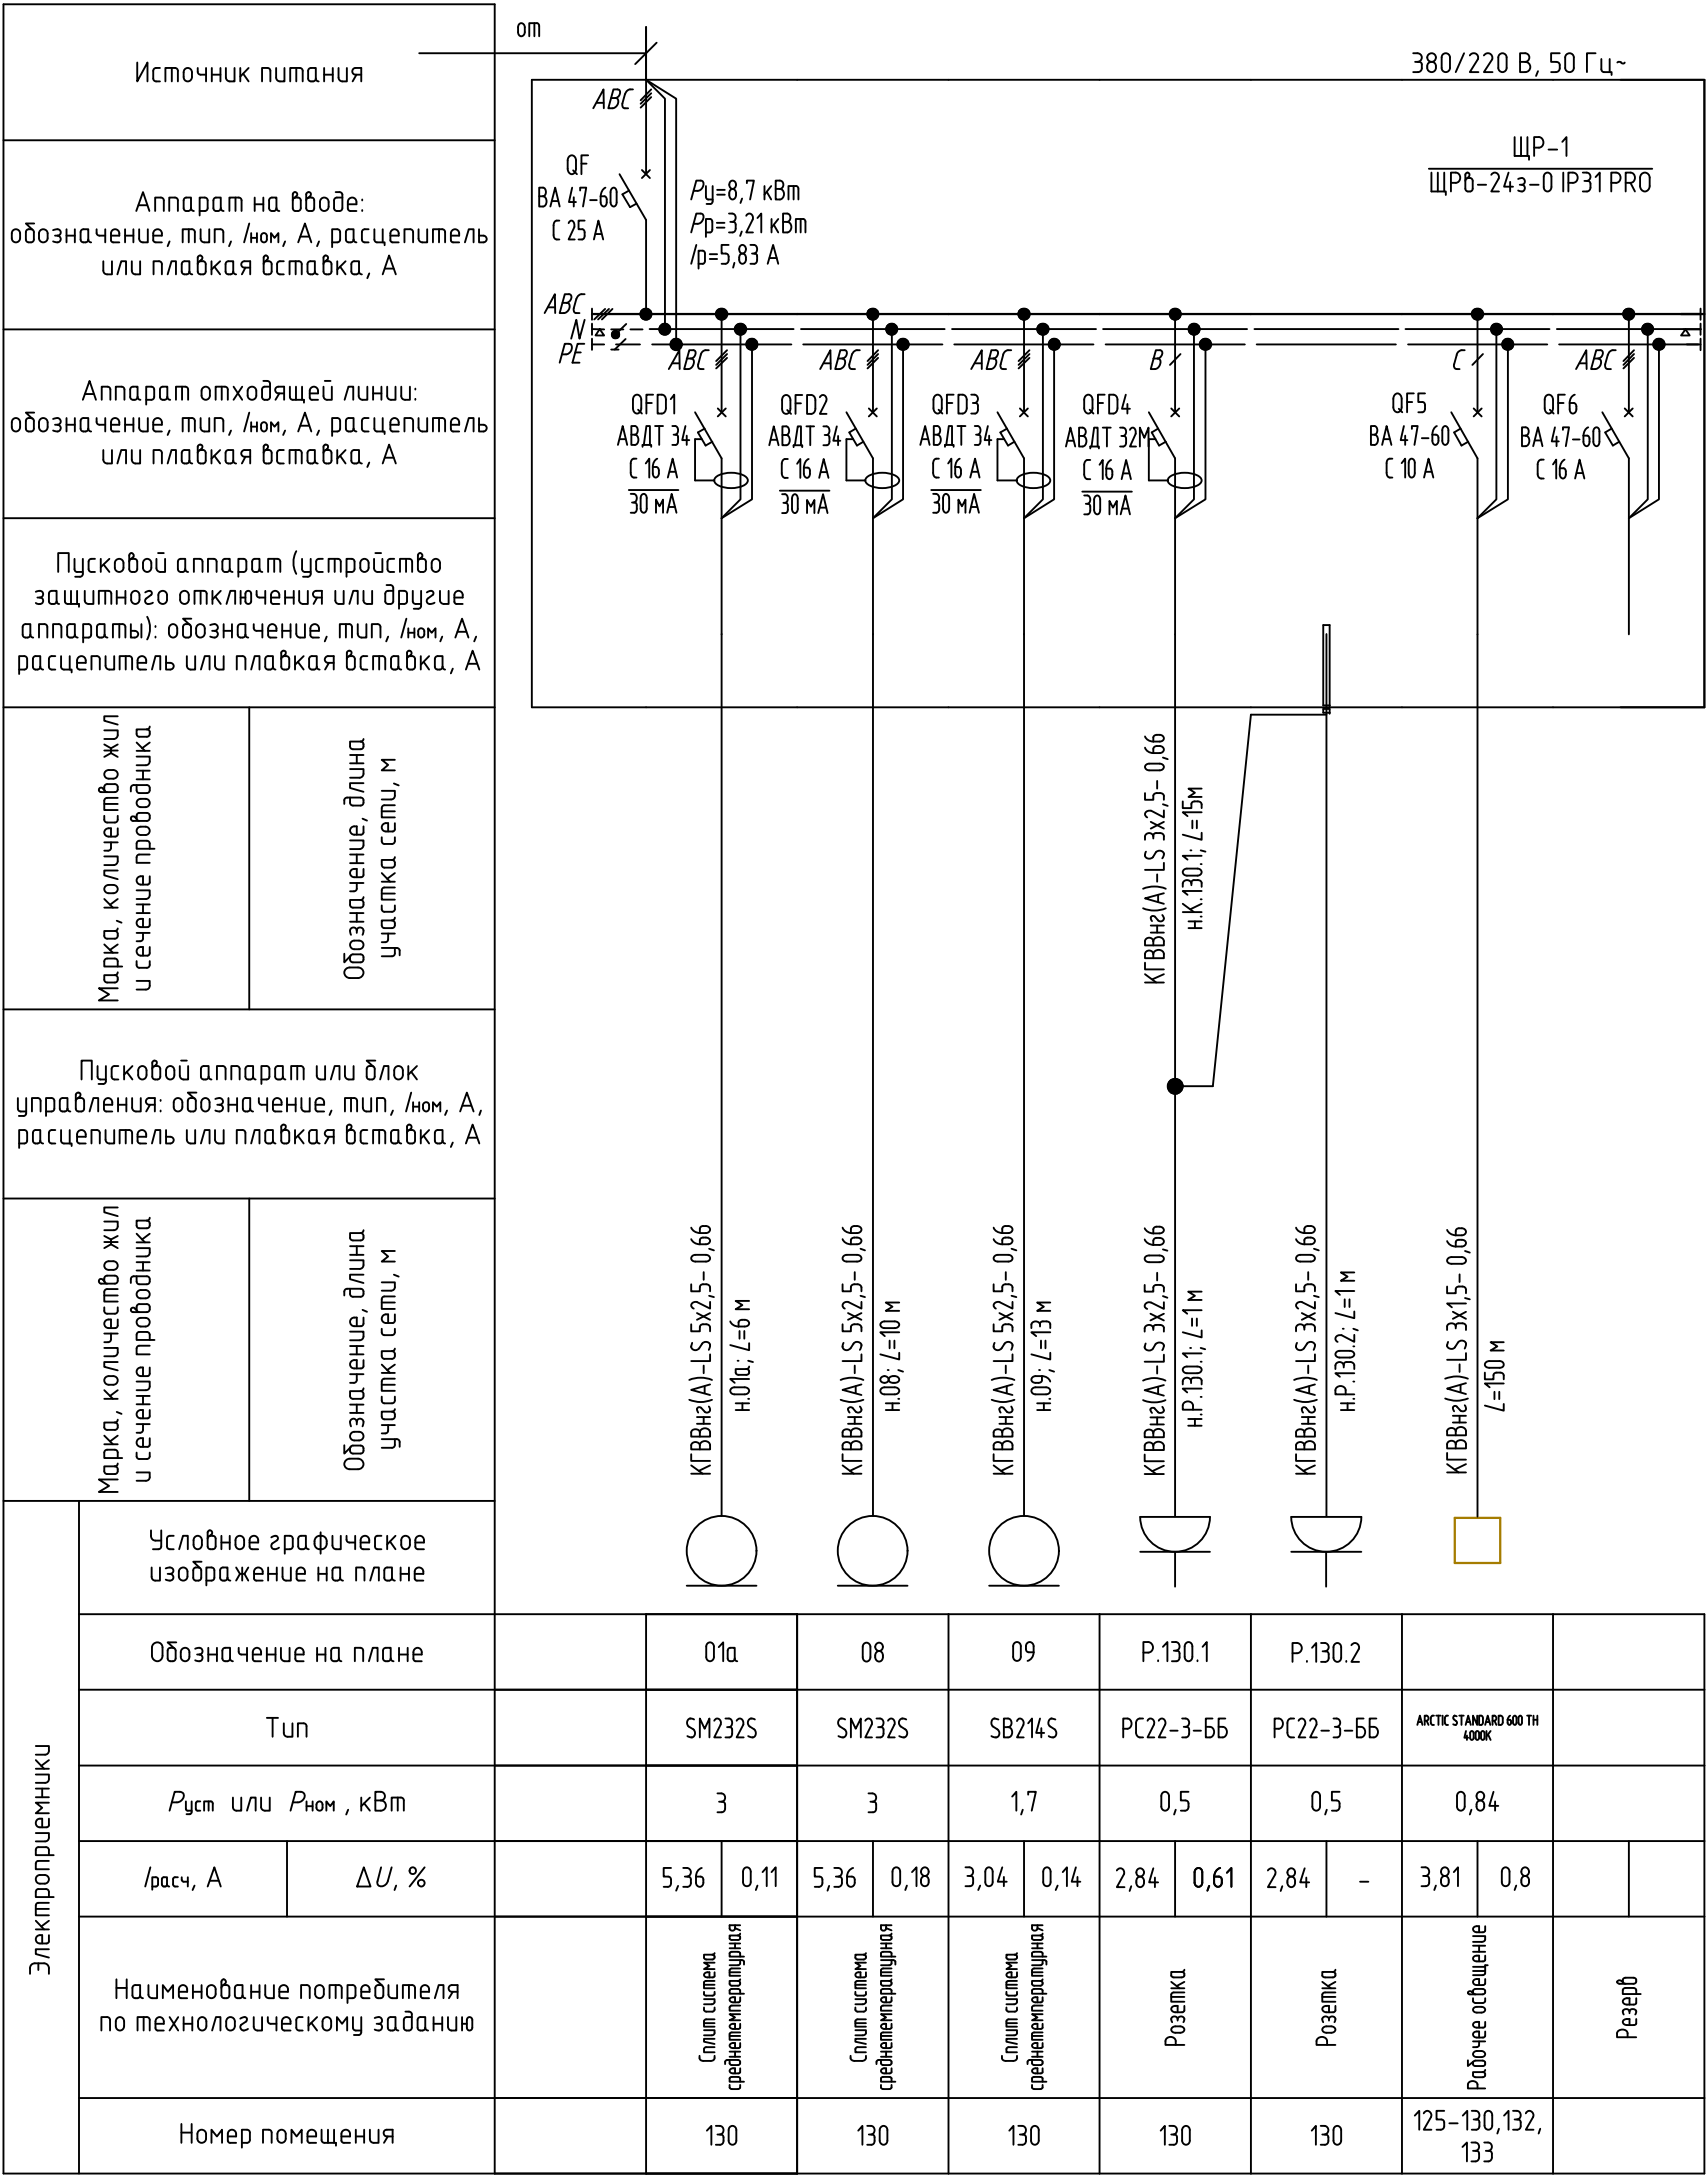 от
Источник питания
380/220 В, 50 Гц~
ABC
ЩР-1
ЩРв-24з-0 IP31 PRO
Аппарат на вводе:
обозначение, тип, Iном, А, расцепитель
или плавкая вставка, А
QF
ВА 47-60
C 25 А
Pу=8,7 кВт
Pр=3,21 кВт
Iр=5,83 А
ABC
N
PE
ABC
ABC
ABC
B
C
ABC
Аппарат отходящей линии:
обозначение, тип, Iном, А, расцепитель
или плавкая вставка, А
QFD1
АВДТ 34
C 16 А
30 мА
QFD2
АВДТ 34
C 16 А
30 мА
QFD3
АВДТ 34
C 16 А
30 мА
QFD4
АВДТ 32М
C 16 А
30 мА
QF5
ВА 47-60
C 10 А
QF6
ВА 47-60
C 16 А
Пусковой аппарат (устройство
защитного отключения или другие
аппараты): обозначение, тип, Iном, А,
расцепитель или плавкая вставка, А
Марка, количество жил
и сечение проводника
Обозначение, длина
участка сети, м
КГВВнг(А)-LS 3x2,5- 0,66
н.К.130.1; L=15м
Пусковой аппарат или блок
управления: обозначение, тип, Iном, А,
расцепитель или плавкая вставка, А
Марка, количество жил
и сечение проводника
Обозначение, длина
участка сети, м
КГВВнг(А)-LS 5x2,5- 0,66
н.01а; L=6 м
КГВВнг(А)-LS 5x2,5- 0,66
н.08; L=10 м
КГВВнг(А)-LS 5x2,5- 0,66
н.09; L=13 м
КГВВнг(А)-LS 3x2,5- 0,66
н.Р.130.1; L=1 м
КГВВнг(А)-LS 3x2,5- 0,66
н.Р.130.2; L=1 м
КГВВнг(А)-LS 3x1,5- 0,66
L=150 м
Электроприемники
Условное графическое
изображение на плане
Обозначение на плане
01а
08
09
Р.130.1
Р.130.2
Тип
SM232S
SM232S
SB214S
РС22-3-ББ
РС22-3-ББ
ARCTIC STANDARD 600 TH
4000K
Pуст или Pном , кВт
3
3
1,7
0,5
0,5
0,84
Iрасч, А
ΔU, %
5,36
0,11
5,36
0,18
3,04
0,14
2,84
0,61
2,84
-
3,81
0,8
Наименование потребителя
по технологическому заданию
Сплит система
среднетемпературная
Сплит система
среднетемпературная
Сплит система
среднетемпературная
Розетка
Розетка
Рабочее освещение
Резерв
Номер помещения
130
130
130
130
130
125-130,132,
133